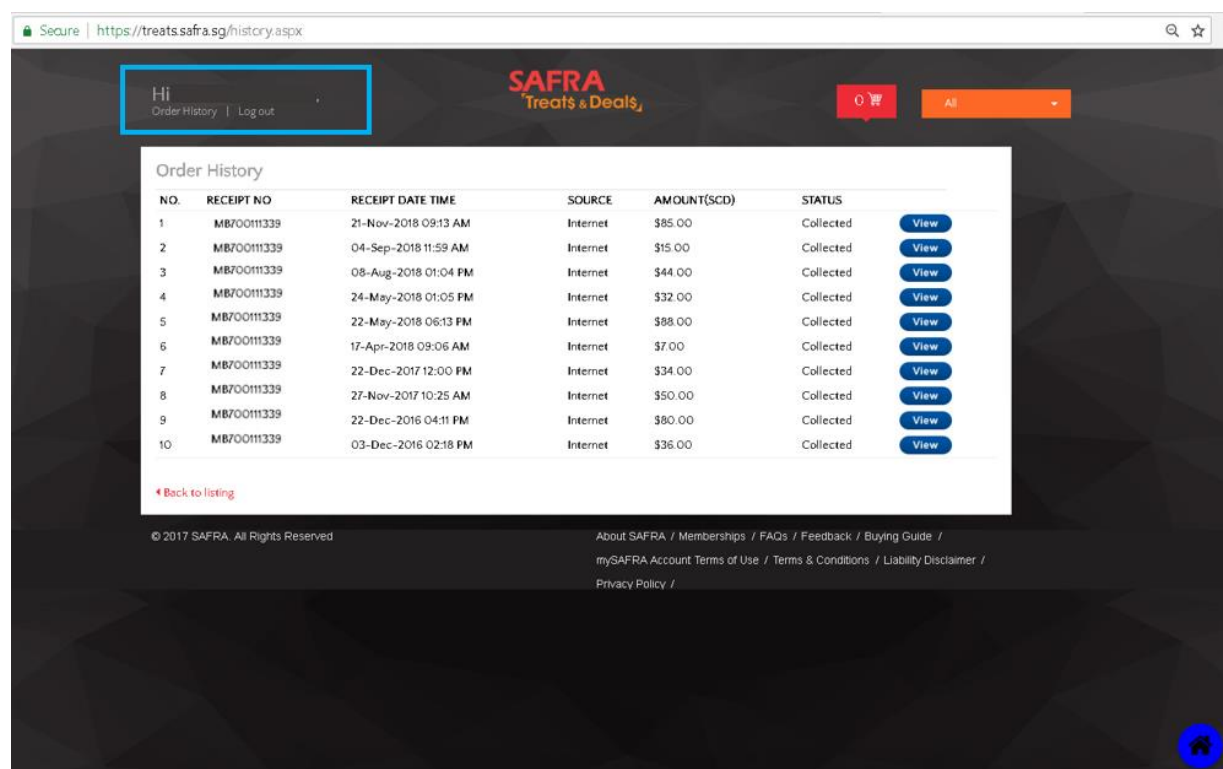 Secure | https://treats.safra.sg/history.aspx
Hi ,
Order History | Log out
SAFRA
Treat$ & Deal$
0
All
Order History
NO. RECEIPT NO RECEIPT DATE TIME SOURCE AMOUNT(SCD) STATUS
1 MB700111339 21-Nov-2018 09:13 AM Internet $85.00 Collected View
2 MB700111339 04-Sep-2018 11:59 AM Internet $15.00 Collected View
3 MB700111339 08-Aug-2018 01:04 PM Internet $44.00 Collected View
4 MB700111339 24-May-2018 01:05 PM Internet $32.00 Collected View
5 MB700111339 22-May-2018 06:13 PM Internet $88.00 Collected View
6 MB700111339 17-Apr-2018 09:06 AM Internet $7.00 Collected View
7 MB700111339 22-Dec-2017 12:00 PM Internet $34.00 Collected View
8 MB700111339 27-Nov-2017 10:25 AM Internet $50.00 Collected View
9 MB700111339 22-Dec-2016 04:11 PM Internet $80.00 Collected View
10 MB700111339 03-Dec-2016 02:18 PM Internet $36.00 Collected View
Back to listing
© 2017 SAFRA. All Rights Reserved
About SAFRA / Memberships / FAQs / Feedback / Buying Guide /
mySAFRA Account Terms of Use / Terms & Conditions / Liability Disclaimer /
Privacy Policy /